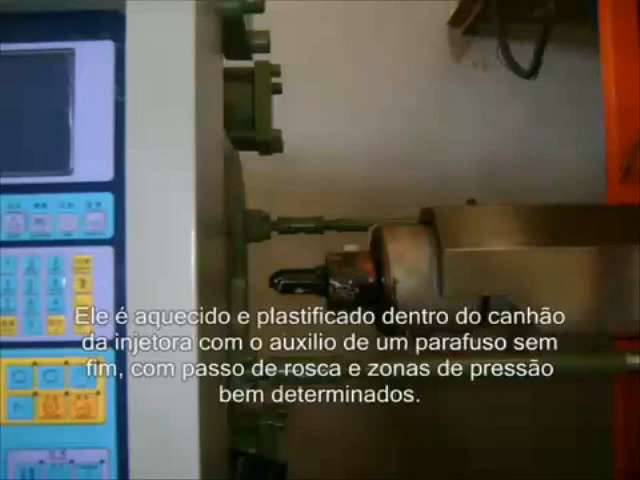 Ele é aquecido e plastificado dentro do canhão
da injetora com o auxilio de um parafuso sem
fim, com passo de rosca e zonas de pressão
bem determinados.